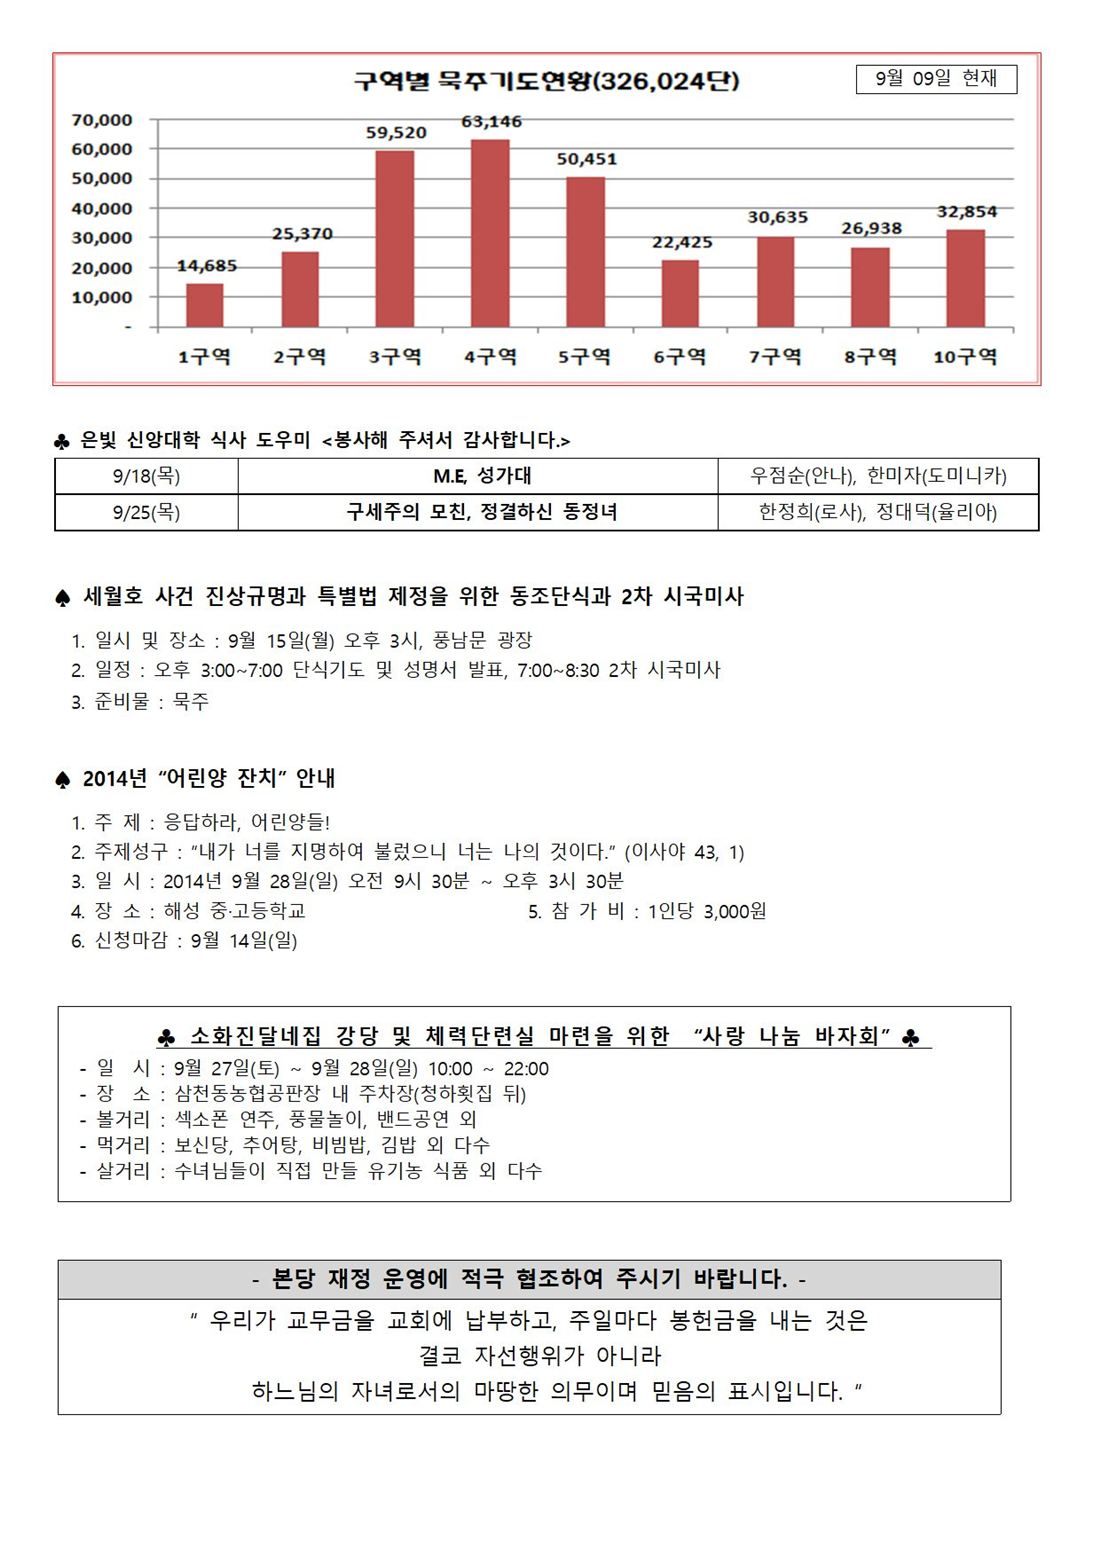 구역별 묵주기도현황(326,024단)
9월 09일 현재
70,000
60,000
50,000
40,000
30,000
20,000
10,000
-
14,685
25,370
59,520
63,146
50,451
22,425
30,635
26,938
32,854
1구역 2구역 3구역 4구역 5구역 6구역 7구역 8구역 10구역
♣ 은빛 신앙대학 식사 도우미 <봉사해 주셔서 감사합니다.>
9/18(목) M.E, 성가대 우점순(안나), 한미자(도미니카)
9/25(목) 구세주의 모친, 정결하신 동정녀 한정희(로사), 정대덕(율리아)
♠ 세월호 사건 진상규명과 특별법 제정을 위한 동조단식과 2차 시국미사
1. 일시 및 장소 : 9월 15일(월) 오후 3시, 풍남문 광장
2. 일정 : 오후 3:00~7:00 단식기도 및 성명서 발표, 7:00~8:30 2차 시국미사
3. 준비물 : 묵주
♠ 2014년 “어린양 잔치” 안내
1. 주 제 : 응답하라, 어린양들!
2. 주제성구 : “내가 너를 지명하여 불렀으니 너는 나의 것이다.” (이사야 43, 1)
3. 일 시 : 2014년 9월 28일(일) 오전 9시 30분 ~ 오후 3시 30분
4. 장 소 : 해성 중·고등학교 5. 참 가 비 : 1인당 3,000원
6. 신청마감 : 9월 14일(일)
♣ 소화진달네집 강당 및 체력단련실 마련을 위한 “사랑 나눔 바자회” ♣
- 일 시 : 9월 27일(토) ~ 9월 28일(일) 10:00 ~ 22:00
- 장 소 : 삼천동농협공판장 내 주차장(청하횟집 뒤)
- 볼거리 : 섹소폰 연주, 풍물놀이, 밴드공연 외
- 먹거리 : 보신당, 추어탕, 비빔밥, 김밥 외 다수
- 살거리 : 수녀님들이 직접 만들 유기농 식품 외 다수
- 본당 재정 운영에 적극 협조하여 주시기 바랍니다. -
“ 우리가 교무금을 교회에 납부하고, 주일마다 봉헌금을 내는 것은
결코 자선행위가 아니라
하느님의 자녀로서의 마땅한 의무이며 믿음의 표시입니다. “